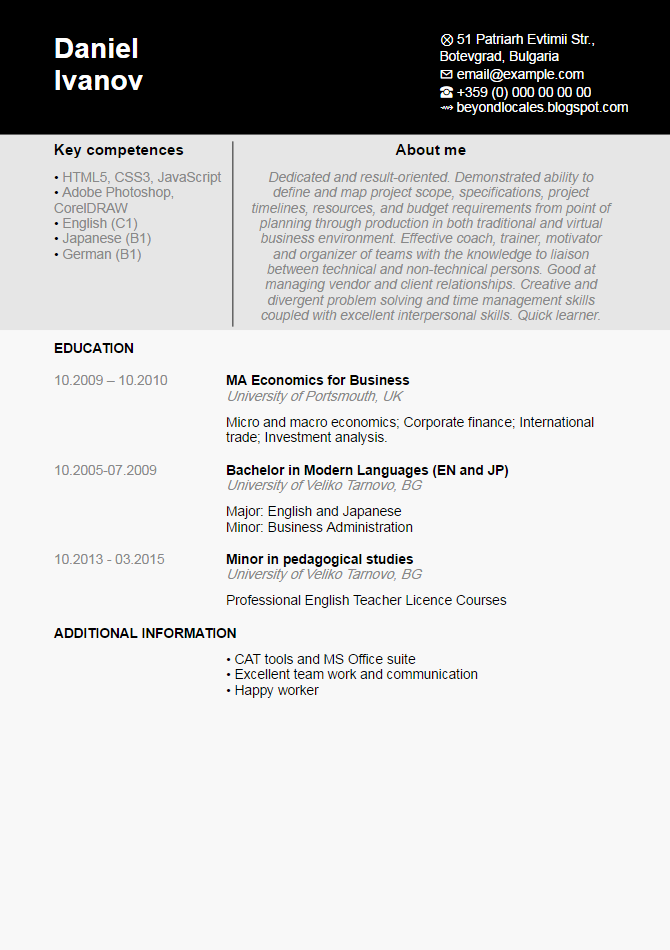 Daniel
Ivanov
⊗ 51 Patriarh Evtimii Str.,
Botevgrad, Bulgaria
✉ email@example.com
☎ +359 (0) 000 00 00 00
⇝ beyondlocales.blogspot.com
Key competences
• HTML5, CSS3, JavaScript
• Adobe Photoshop,
CorelDRAW
• English (C1)
• Japanese (B1)
• German (B1)
About me
Dedicated and result-oriented. Demonstrated ability to
define and map project scope, specifications, project
timelines, resources, and budget requirements from point of
planning through production in both traditional and virtual
business environment. Effective coach, trainer, motivator
and organizer of teams with the knowledge to liaison
between technical and non-technical persons. Good at
managing vendor and client relationships. Creative and
divergent problem solving and time management skills
coupled with excellent interpersonal skills. Quick learner.
EDUCATION
10.2009 – 10.2010
MA Economics for Business
University of Portsmouth, UK
Micro and macro economics; Corporate finance; International
trade; Investment analysis.
10.2005-07.2009
Bachelor in Modern Languages (EN and JP)
University of Veliko Tarnovo, BG
Major: English and Japanese
Minor: Business Administration
10.2013 - 03.2015
Minor in pedagogical studies
University of Veliko Tarnovo, BG
Professional English Teacher Licence Courses
ADDITIONAL INFORMATION
• CAT tools and MS Office suite
• Excellent team work and communication
• Happy worker